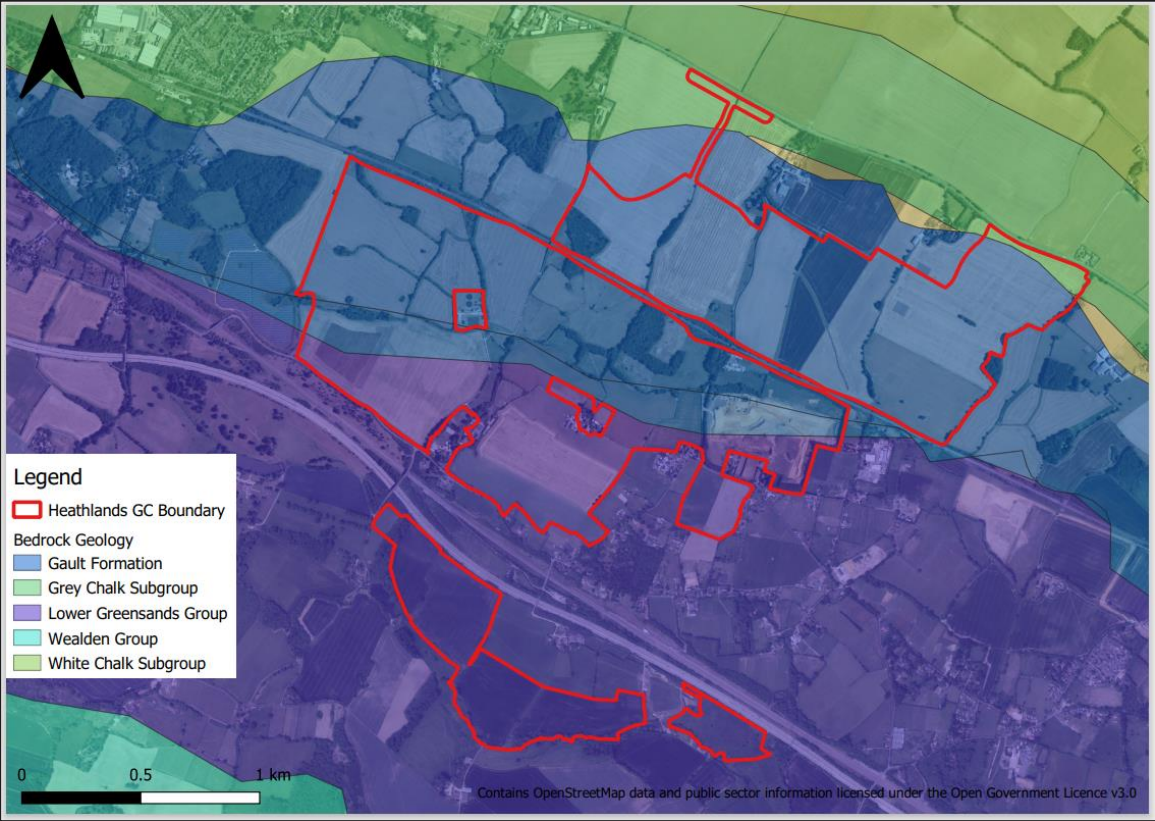 Legend
Heathlands GC Boundary
Bedrock Geology
Gault Formation
Grey Chalk Subgroup
Lower Greensands Group
Wealden Group
White Chalk Subgroup
0 0.5 1 km
Contains OpenStreetMap data and public sector information licensed under the Open Government Licence v3.0